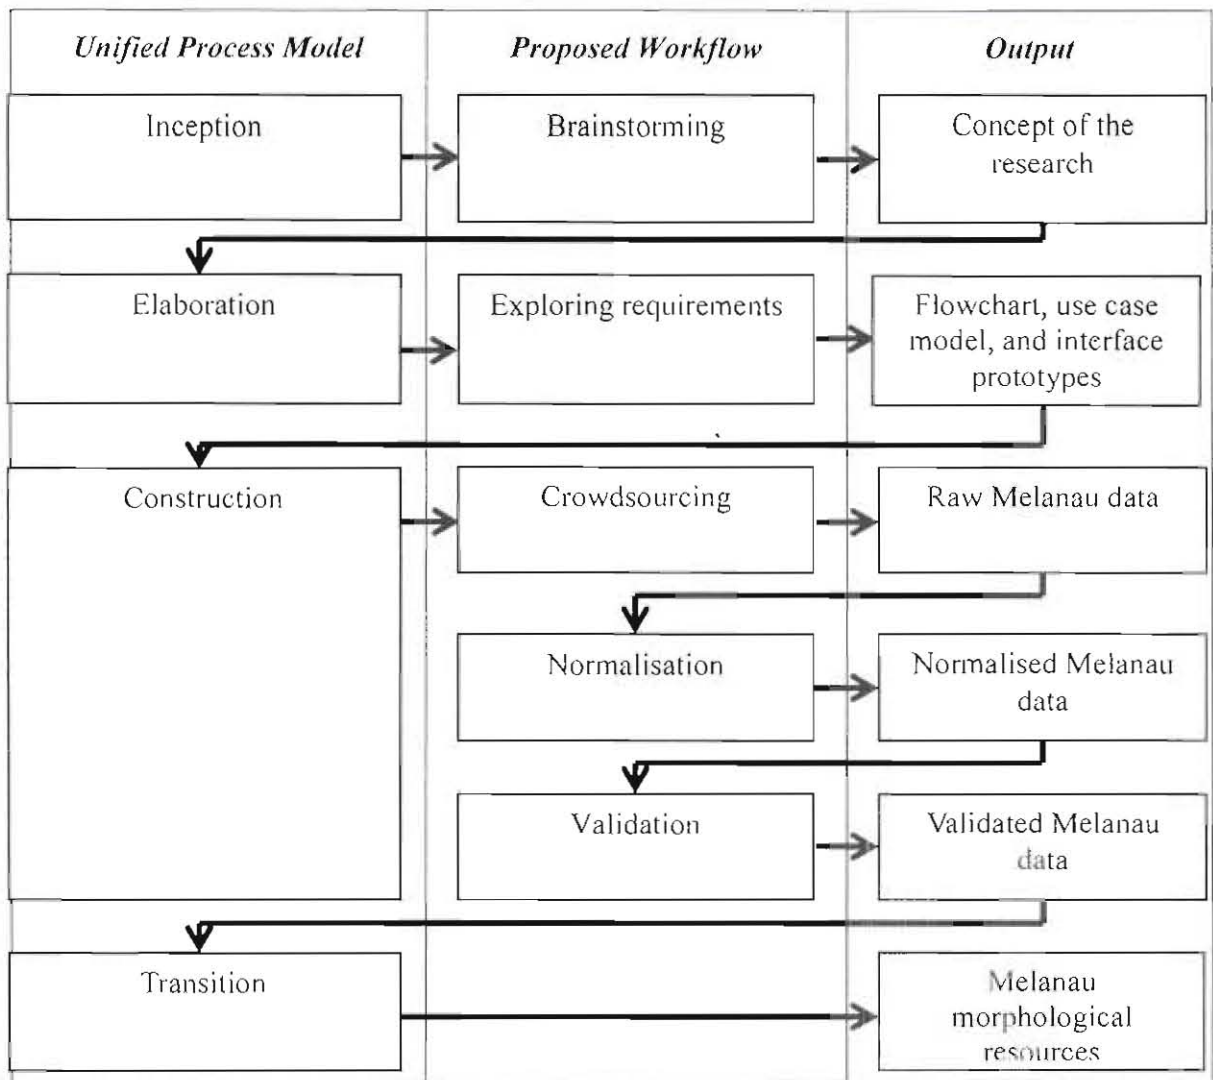 Unified Process Model
Proposed Workflow
Output
Inception
Brainstorming
Concept of the
research
Elaboration
Exploring requirements
Flowchart, use case
model, and interface
prototypes
Construction
Crowdsourcing
Raw Melanau data
Normalisation
Normalised Melanau
data
Validation
Validated Melanau
data
Transition
Melanau
morphological
resources